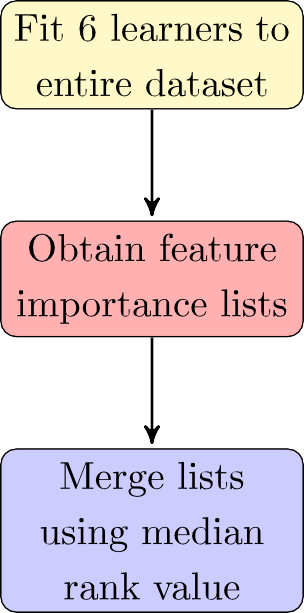 Fit 6 learners to
entire dataset
Obtain feature
importance lists
Merge lists
using median
rank value